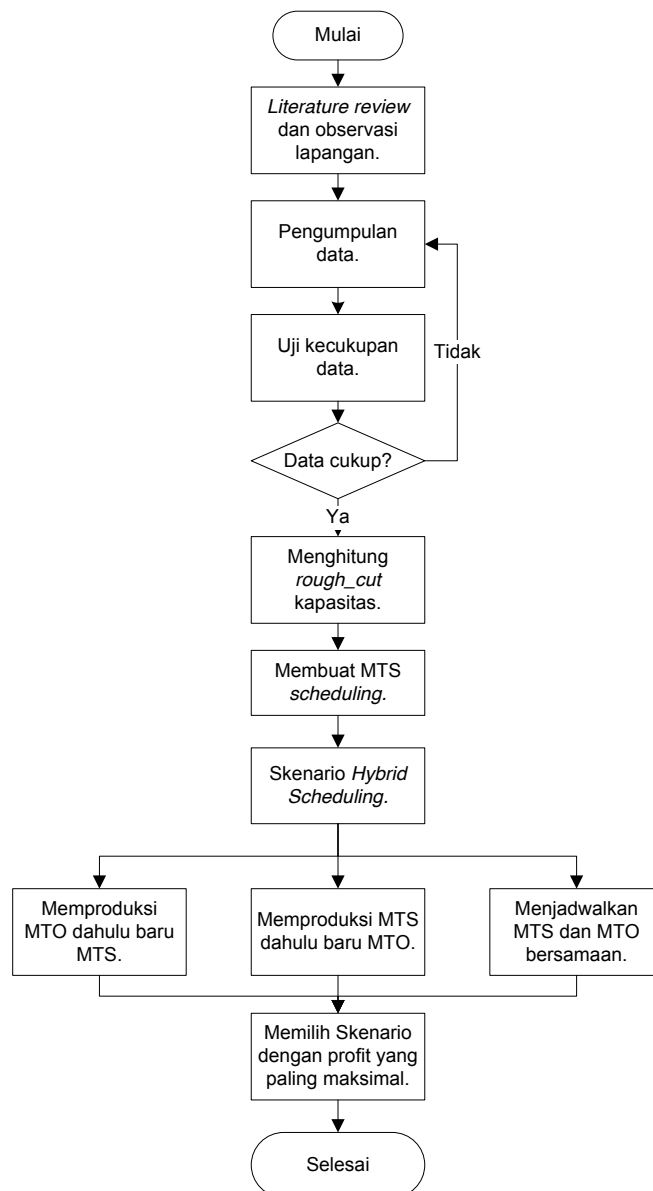 Mulai
Literature review
dan observasi
lapangan.
Pengumpulan
data.
Uji kecukupan
data.
Tidak
Data cukup?
Ya
Menghitung
rough_cut
kapasitas.
Membuat MTS
scheduling.
Skenario Hybrid
Scheduling.
Memproduksi
MTO dahulu baru
MTS.
Memproduksi MTS
dahulu baru MTO.
Menjadwalkan
MTS dan MTO
bersamaan.
Memilih Skenario
dengan profit yang
paling maksimal.
Selesai